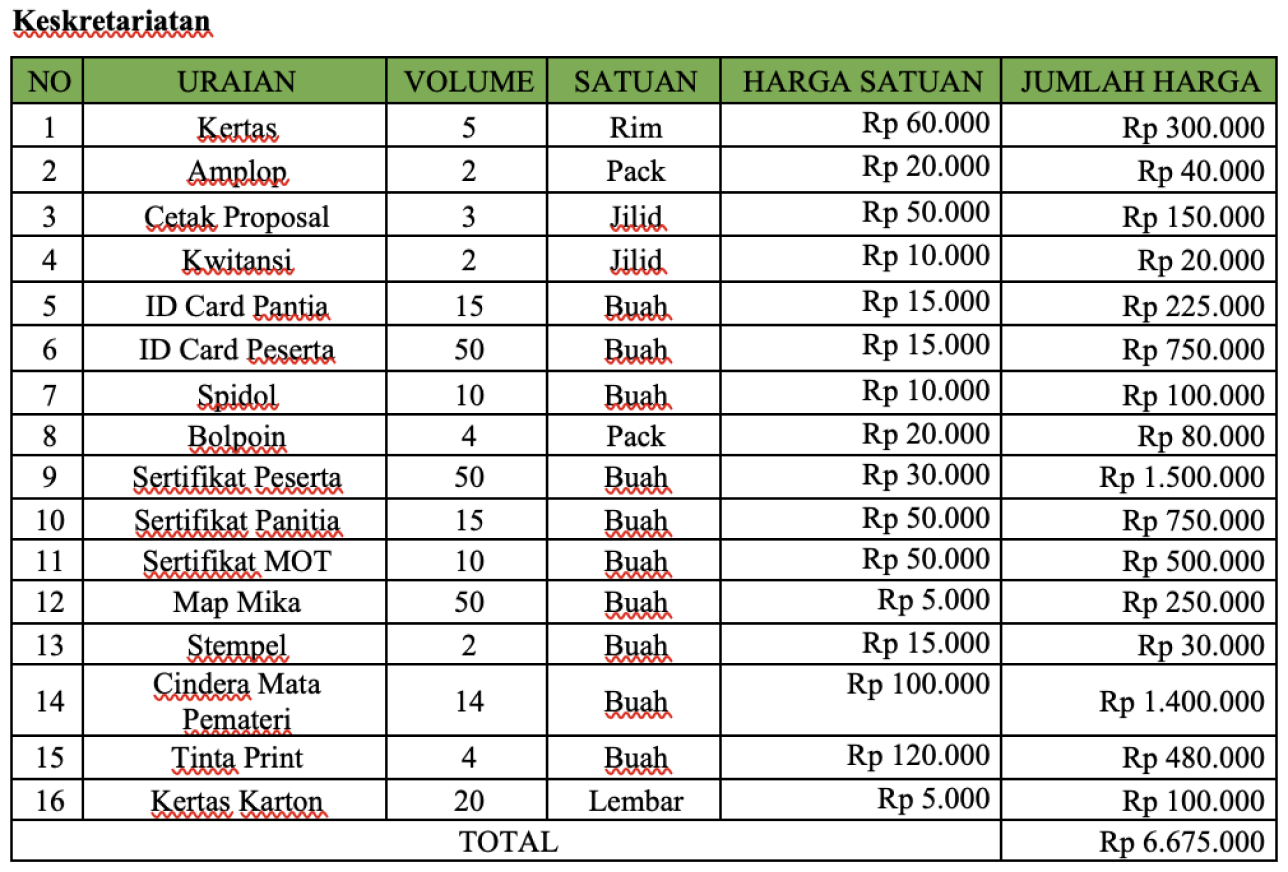 Keskretariatan
NO URAIAN VOLUME SATUAN HARGA SATUAN JUMLAH HARGA
1 Kertas 5 Rim Rp 60.000 Rp 300.000
2 Amplop 2 Pack Rp 20.000 Rp 40.000
3 Cetak Proposal 3 Jilid Rp 50.000 Rp 150.000
4 Kwitansi 2 Jilid Rp 10.000 Rp 20.000
5 ID Card Pantia 15 Buah Rp 15.000 Rp 225.000
6 ID Card Peserta 50 Buah Rp 15.000 Rp 750.000
7 Spidol 10 Buah Rp 10.000 Rp 100.000
8 Bolpoin 4 Pack Rp 20.000 Rp 80.000
9 Sertifikat Peserta 50 Buah Rp 30.000 Rp 1.500.000
10 Sertifikat Panitia 15 Buah Rp 50.000 Rp 750.000
11 Sertifikat MOT 10 Buah Rp 50.000 Rp 500.000
12 Map Mika 50 Buah Rp 5.000 Rp 250.000
13 Stempel 2 Buah Rp 15.000 Rp 30.000
14 Cindera Mata
Pemateri 14 Buah Rp 100.000 Rp 1.400.000
15 Tinta Print 4 Buah Rp 120.000 Rp 480.000
16 Kertas Karton 20 Lembar Rp 5.000 Rp 100.000
TOTAL Rp 6.675.000